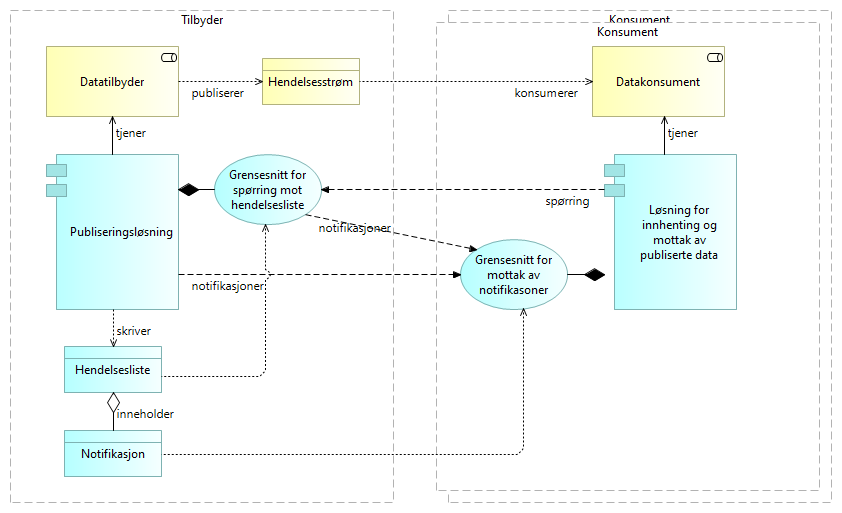 Tilbyder
Konsument
Konsument
Datatilbyder
publiserer
Hendelsesstrøm
konsumerer
Datakonsument
tjener
tjener
Publiseringsløsning
Grensesnitt for
spørring mot
hendelsesliste
spørring
Løsning for
innhenting og
mottak av
publiserte data
notifikasjoner
Grensesnitt for
mottak av
notifikasoner
notifikasjoner
skriver
Hendelsesliste
inneholder
Notifikasjon